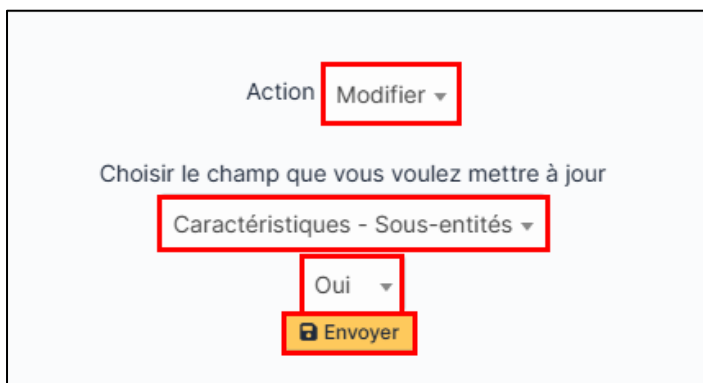 Action Modifier
Choisir le champ que vous voulez mettre à jour
Caractéristiques - Sous-entités
Oui
Envoyer